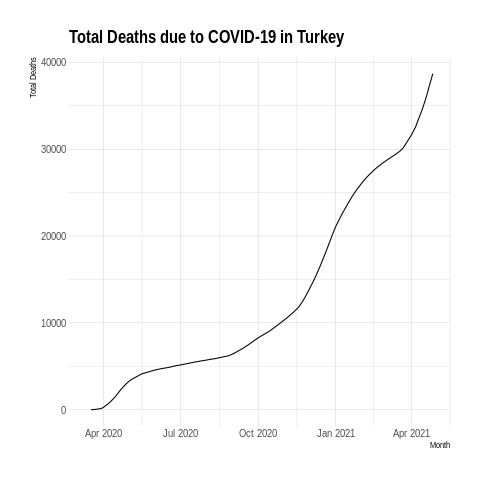 Total Deaths due to COVID-19 in Turkey
Total Deaths
40000
30000
20000
10000
0
Apr 2020 Jul 2020 Oct 2020 Jan 2021 Apr 2021
Month